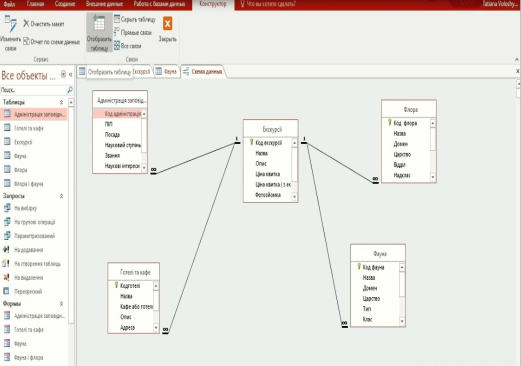 Файл Главная Создание Внешние данные Работа с базами данных Конструктор Что вы хотите сделать? Tatiana Voloshy...
Изменить связи
Очистить макет
Отчет по схеме данных
Сервис
Отобразить таблицу
Скрыть таблицу
Прямые связи
Все связи
Связи
Закрыть
Все объекты ...
Поиск..
Таблицы
Адміністрація заповідн...
Готелі та кафе
Екскурсії
Фауна
Флора
Флора і фауна
Запросы
На вибірку
На групові операції
Параметризований
На додавання
На створення таблиць
На видалення
Перехресний
Формы
Адміністрація заповідн...
Готелі та кафе
Фауна
Фауна і флора
Отобразить таблицу Екскурсії Фауна Схема данных
Адміністрація заповід...
Код адміністрації
ПІП
Посада
Науковий ступінь
Звання
Наукові інтереси
Екскурсії
Код екскурсії
Назва
Опис
Ціна квитка
Ціна квитка (з ек
Фотозйомка
Флора
Код флора
Назва
Домен
Царство
Відділ
Надклас
Готелі та кафе
Кодготелі
Назва
Кафе або готель
Опис
Адреса
Фауна
Код фауна
Назва
Домен
Царство
Тип
Клас
1
1
∞
∞
∞
∞